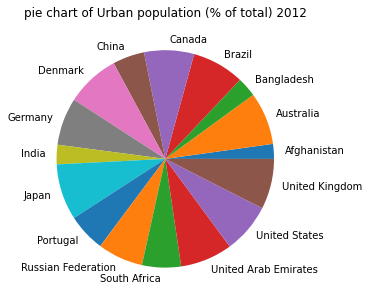 pie chart of Urban population (% of total) 2012
Canada
China
Brazil
Denmark
Bangladesh
Germany
Australia
India
Afghanistan
Japan
United Kingdom
Portugal
United States
Russian Federation
United Arab Emirates
South Africa